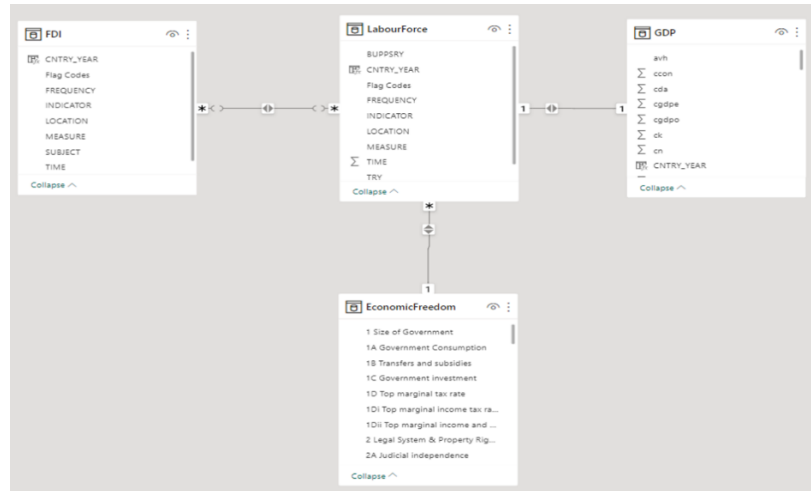 FDI
CNTRY_YEAR
Flag Codes
FREQUENCY
INDICATOR
LOCATION
MEASURE
SUBJECT
TIME
Collapse
LabourForce
BUPPSRY
CNTRY_YEAR
Flag Codes
FREQUENCY
INDICATOR
LOCATION
MEASURE
TIME
TRY
Collapse
GDP
avh
ccon
cda
cgdpe
cgdpo
ck
cn
CNTRY_YEAR
Collapse
* *
1 1
*
1
EconomicFreedom
1 Size of Government
1A Government Consumption
1B Transfers and subsidies
1C Government investment
1D Top marginal tax rate
1Di Top marginal income tax ra...
1Dii Top marginal income and ...
2 Legal System & Property Rig...
2A Judicial independence
Collapse